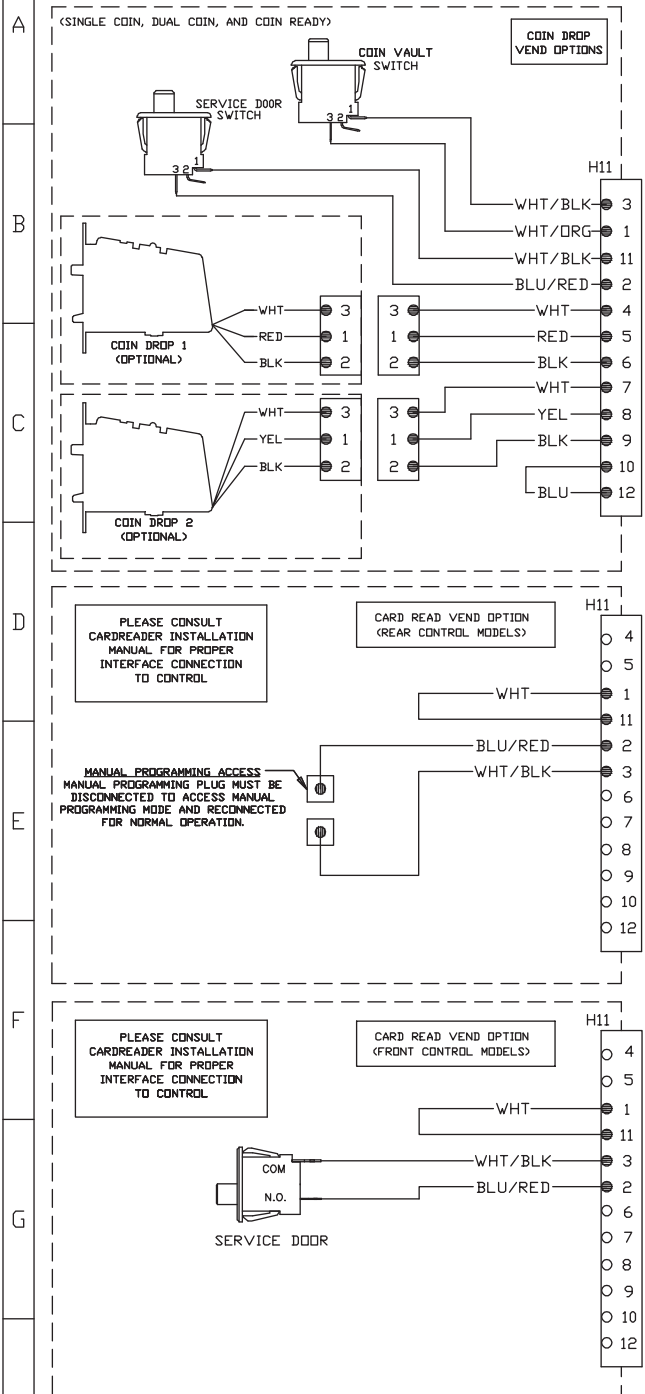 A
(SINGLE COIN, DUAL COIN, AND COIN READY)
COIN DROP
VEND OPTIONS
COIN VAULT
SWITCH
SERVICE DOOR
SWITCH
3 2 1
3 2 1
H11
B
WHT/BLK 3
WHT/ORG 1
WHT/BLK 11
BLU/RED 2
WHT 3 3 WHT 4
RED 1 1 RED 5
BLK 2 2 BLK 6
COIN DROP 1
(OPTIONAL)
C
WHT 7
WHT 3 3 YEL 8
YEL 1 1 BLK 9
BLK 2 2 10
BLU 12
COIN DROP 2
(OPTIONAL)
D
H11
PLEASE CONSULT
CARDREADER INSTALLATION
MANUAL FOR PROPER
INTERFACE CONNECTION
TO CONTROL
CARD READ VEND OPTION
(REAR CONTROL MODELS)
4
5
WHT 1
11
BLU/RED 2
WHT/BLK 3
6
7
8
9
10
12
E
MANUAL PROGRAMMING ACCESS
MANUAL PROGRAMMING PLUG MUST BE
DISCONNECTED TO ACCESS MANUAL
PROGRAMMING MODE AND RECONNECTED
FOR NORMAL OPERATION.
F
H11
PLEASE CONSULT
CARDREADER INSTALLATION
MANUAL FOR PROPER
INTERFACE CONNECTION
TO CONTROL
CARD READ VEND OPTION
(FRONT CONTROL MODELS)
4
5
WHT 1
11
WHT/BLK 3
BLU/RED 2
6
7
8
9
10
12
G
COM
N.O.
SERVICE DOOR